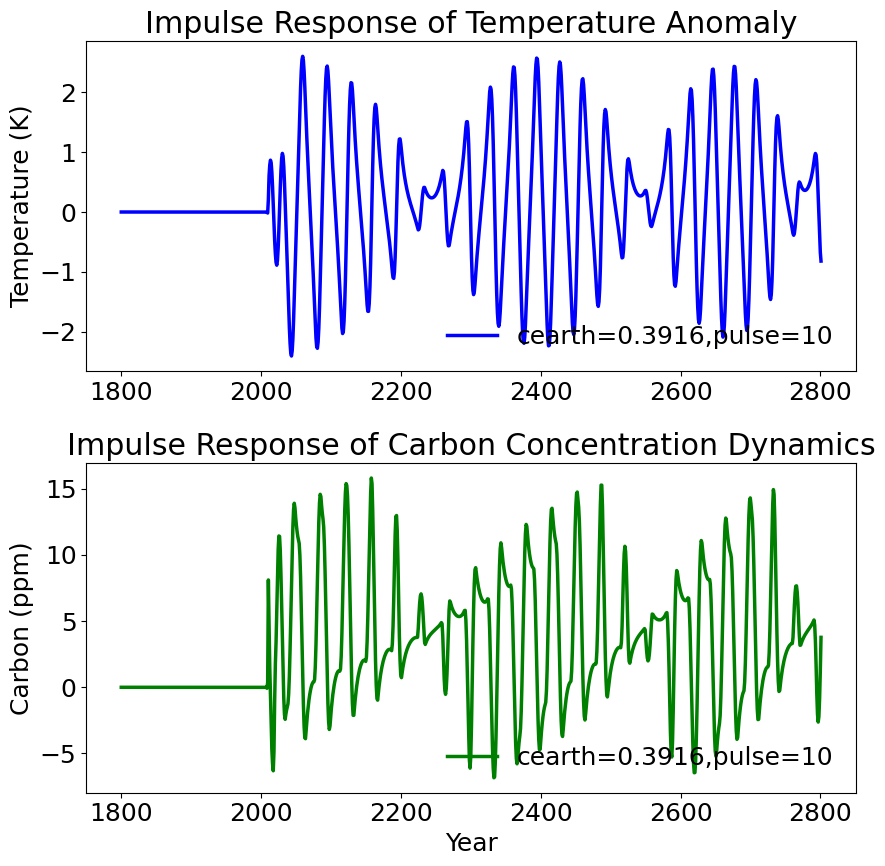 Impulse Response of Temperature Anomaly
Temperature (K)
2
1
0
−1
−2
cearth=0.3916,pulse=10
1800 2000 2200 2400 2600 2800
Impulse Response of Carbon Concentration Dynamics
Carbon (ppm)
15
10
5
0
−5
cearth=0.3916,pulse=10
1800 2000 2200 2400 2600 2800
Year